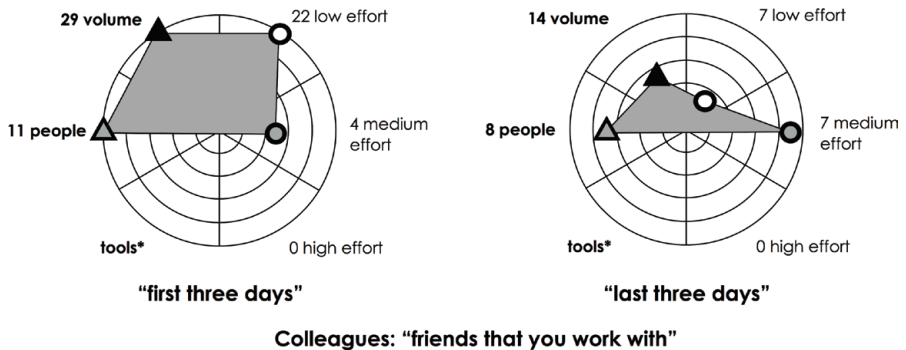 29 volume
22 low effort
11 people
4 medium
effort
tools*
0 high effort
"first three days"
14 volume
7 low effort
8 people
7 medium
effort
tools*
0 high effort
"last three days"
Colleagues: "friends that you work with"